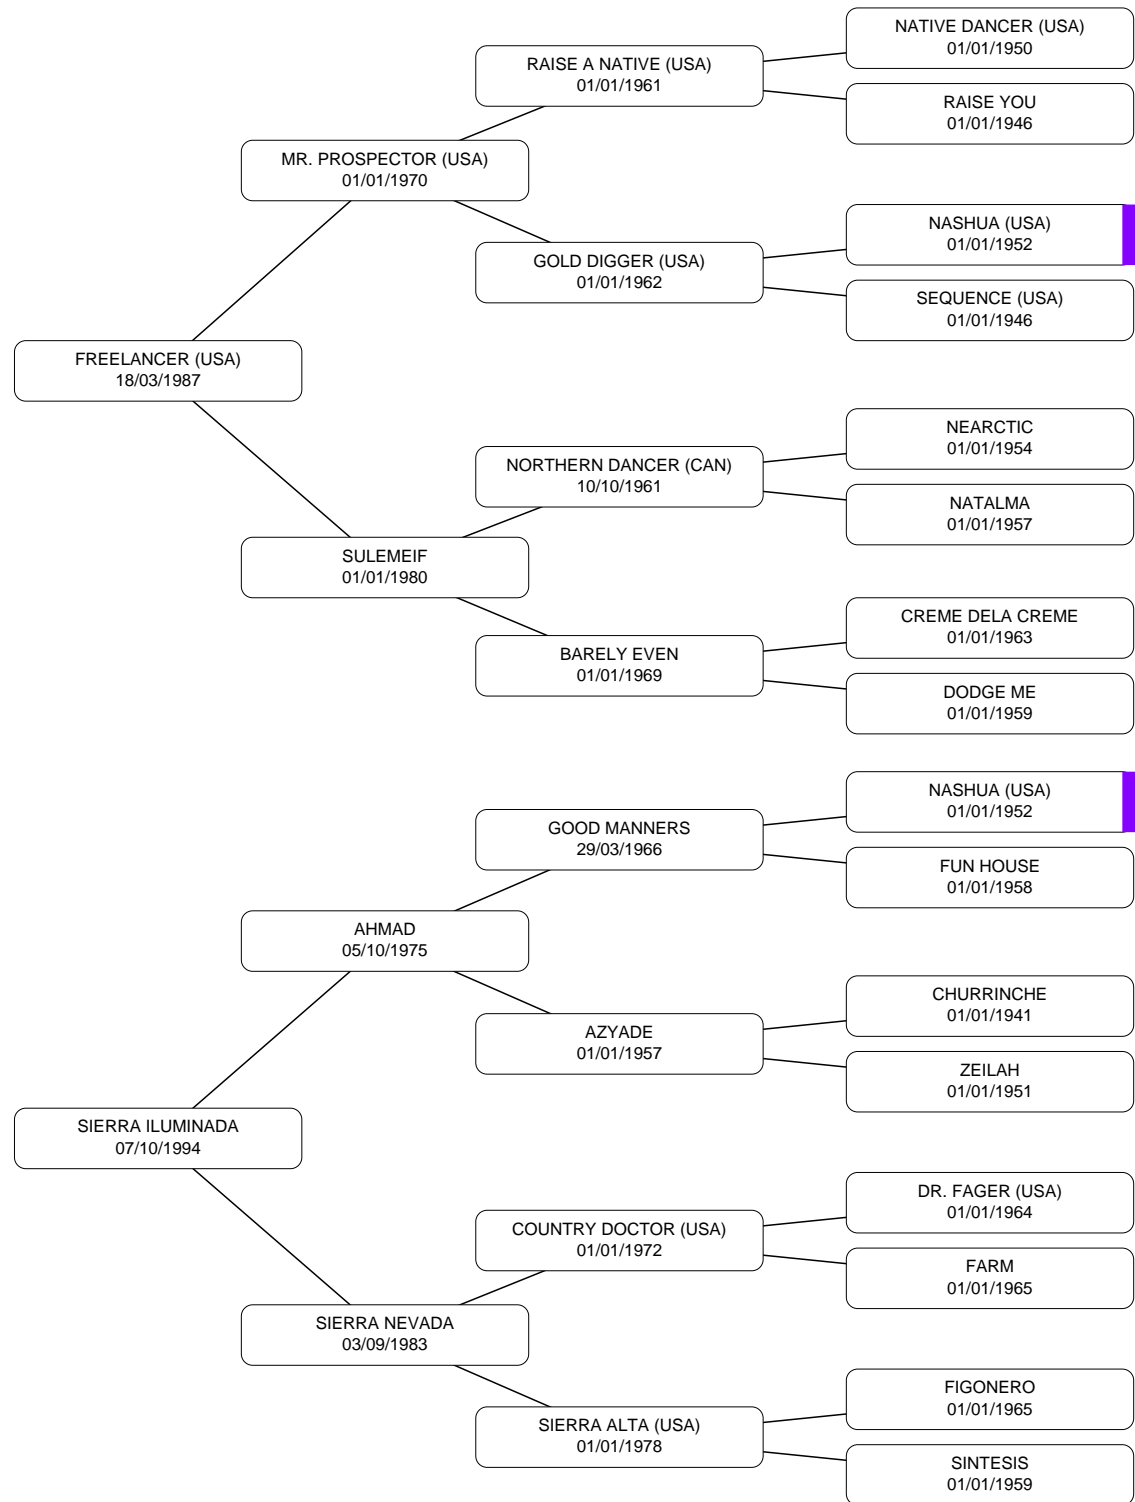 NATIVE DANCER (USA)
01/01/1950
RAISE A NATIVE (USA)
01/01/1961
RAISE YOU
01/01/1946
MR. PROSPECTOR (USA)
01/01/1970
NASHUA (USA)
01/01/1952
GOLD DIGGER (USA)
01/01/1962
SEQUENCE (USA)
01/01/1946
FREELANCER (USA)
18/03/1987
NEARCTIC
01/01/1954
NORTHERN DANCER (CAN)
10/10/1961
NATALMA
01/01/1957
SULEMEIF
01/01/1980
CREME DELA CREME
01/01/1963
BARELY EVEN
01/01/1969
DODGE ME
01/01/1959
NASHUA (USA)
01/01/1952
GOOD MANNERS
29/03/1966
FUN HOUSE
01/01/1958
AHMAD
05/10/1975
CHURRINCHE
01/01/1941
AZYADE
01/01/1957
ZEILAH
01/01/1951
SIERRA ILUMINADA
07/10/1994
DR. FAGER (USA)
01/01/1964
COUNTRY DOCTOR (USA)
01/01/1972
FARM
01/01/1965
SIERRA NEVADA
03/09/1983
FIGONERO
01/01/1965
SIERRA ALTA (USA)
01/01/1978
SINTESIS
01/01/1959